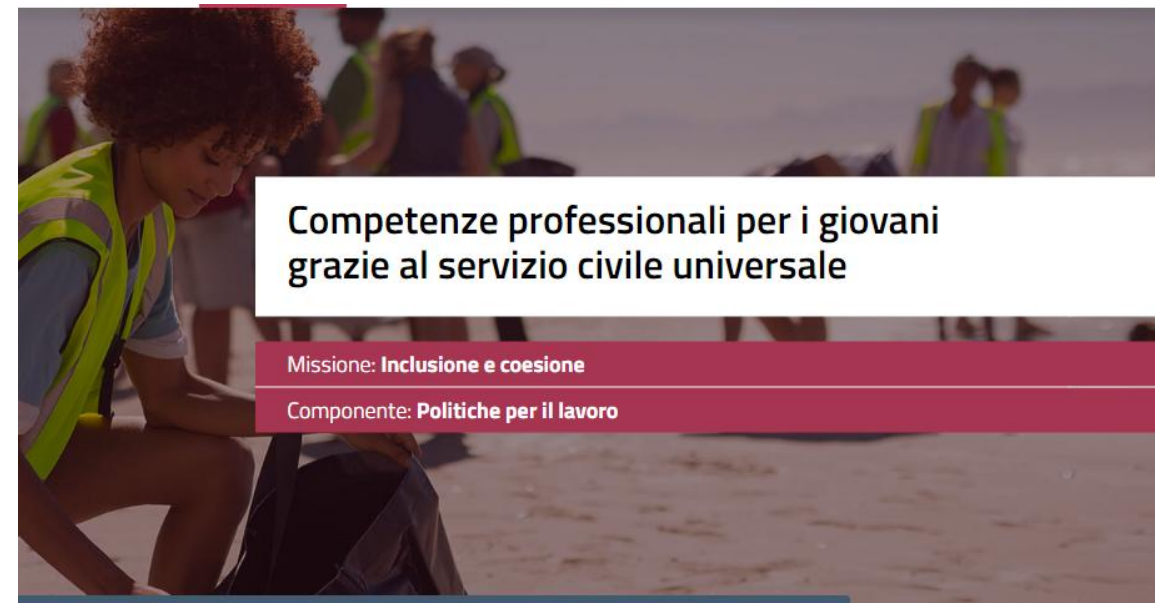 Competenze professionali per i giovani
grazie al servizio civile universale
Missione: Inclusione e coesione
Componente: Politiche per il lavoro